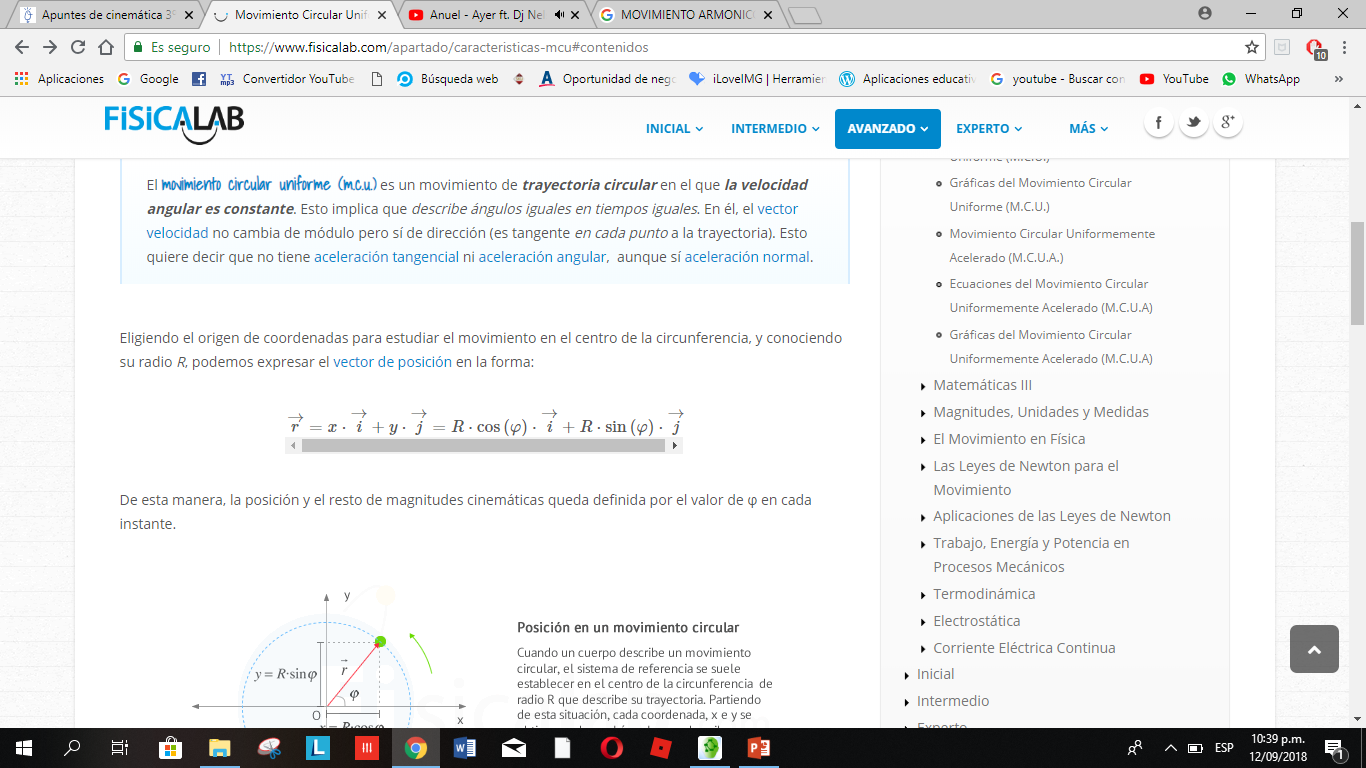 Apuntes de cinemática 3º
Movimiento Circular Unif
Anuel - Ayer ft. Dj Nel
MOVIMIENTO ARMONIC
Es seguro
https://www.fisicalab.com/apartado/caracteristicas-mcu#contenidos
10
Aplicaciones
Google
YT mp3
Convertidor YouTube
Búsqueda web
Oportunidad de nego
iLoveIMG | Herramien
Aplicaciones educativ
youtube - Buscar con
YouTube
WhatsApp
»
FiSiCALAB
INICIAL
INTERMEDIO
AVANZADO
EXPERTO
MÁS
El movimiento circular uniforme (m.c.u.) es un movimiento de trayectoria circular en el que la velocidad
angular es constante. Esto implica que describe ángulos iguales en tiempos iguales. En él, el vector
velocidad no cambia de módulo pero sí de dirección (es tangente en cada punto a la trayectoria). Esto
quiere decir que no tiene aceleración tangencial ni aceleración angular, aunque sí aceleración normal.
Eligiendo el origen de coordenadas para estudiar el movimiento en el centro de la circunferencia, y conociendo
su radio R, podemos expresar el vector de posición en la forma:
r⃗ = x · i⃗ + y · j⃗ = R · cos (φ) · i⃗ + R · sin (φ) · j⃗
De esta manera, la posición y el resto de magnitudes cinemáticas queda definida por el valor de φ en cada
instante.
y
y = R·sinφ
r⃗
φ
O
x
x = R·cosφ
Posición en un movimiento circular
Cuando un cuerpo describe un movimiento
circular, el sistema de referencia se suele
establecer en el centro de la circunferencia de
radio R que describe su trayectoria. Partiendo
de esta situación, cada coordenada, x e y se
Uniforme (M.C.U.)
Gráficas del Movimiento Circular
Uniforme (M.C.U.)
Movimiento Circular Uniformemente
Acelerado (M.C.U.A.)
Ecuaciones del Movimiento Circular
Uniformemente Acelerado (M.C.U.A)
Gráficas del Movimiento Circular
Uniformemente Acelerado (M.C.U.A)
Matemáticas III
Magnitudes, Unidades y Medidas
El Movimiento en Física
Las Leyes de Newton para el
Movimiento
Aplicaciones de las Leyes de Newton
Trabajo, Energía y Potencia en
Procesos Mecánicos
Termodinámica
Electrostática
Corriente Eléctrica Continua
Inicial
Intermedio
Experto
ESP
10:39 p.m.
12/09/2018
1